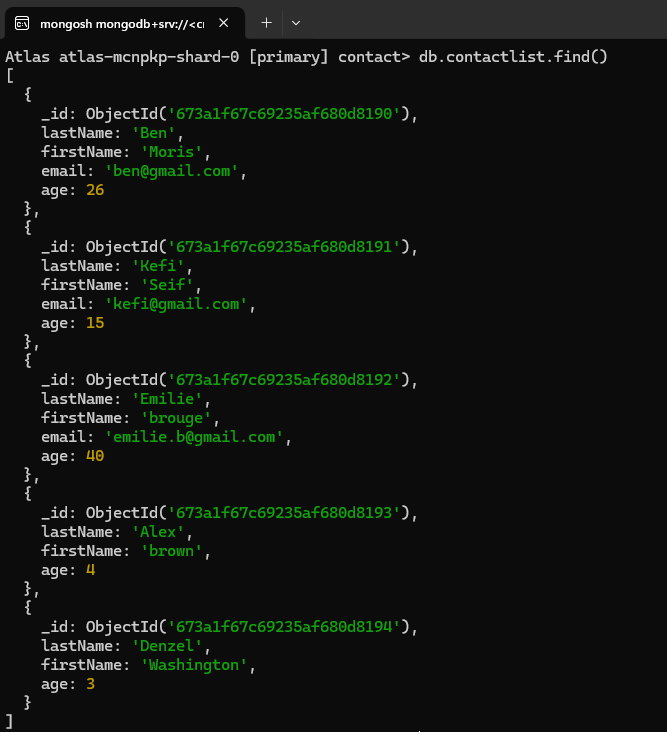 mongosh mongodb+srv://<cr
Atlas atlas-mcnpkp-shard-0 [primary] contact> db.contactlist.find()
[
  {
    _id: ObjectId('673a1f67c69235af680d8190'),
    lastName: 'Ben',
    firstName: 'Moris',
    email: 'ben@gmail.com',
    age: 26
  },
  {
    _id: ObjectId('673a1f67c69235af680d8191'),
    lastName: 'Kefi',
    firstName: 'Seif',
    email: 'kefi@gmail.com',
    age: 15
  },
  {
    _id: ObjectId('673a1f67c69235af680d8192'),
    lastName: 'Emilie',
    firstName: 'brouge',
    email: 'emilie.b@gmail.com',
    age: 40
  },
  {
    _id: ObjectId('673a1f67c69235af680d8193'),
    lastName: 'Alex',
    firstName: 'brown',
    age: 4
  },
  {
    _id: ObjectId('673a1f67c69235af680d8194'),
    lastName: 'Denzel',
    firstName: 'Washington',
    age: 3
  }
]